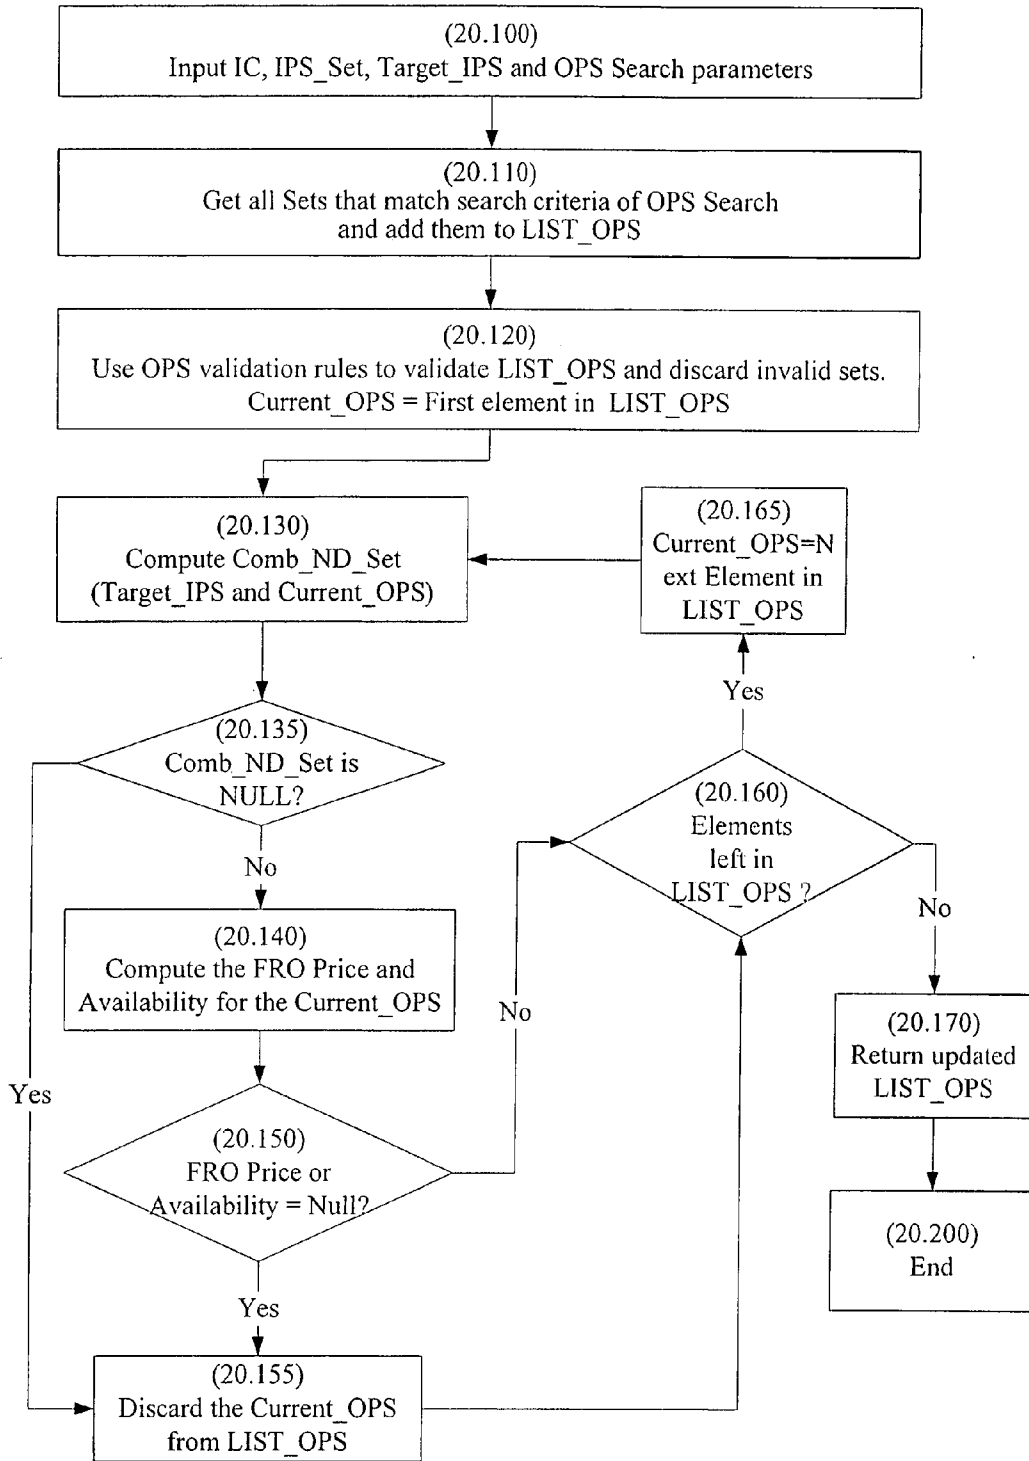 (20.100)
Input IC, IPS_Set, Target_IPS and OPS Search parameters
(20.110)
Get all Sets that match search criteria of OPS Search
and add them to LIST_OPS
(20.120)
Use OPS validation rules to validate LIST_OPS and discard invalid sets.
Current_OPS = First element in LIST_OPS
(20.130)
Compute Comb_ND_Set
(Target_IPS and Current_OPS)
(20.165)
Current_OPS=N
ext Element in
LIST_OPS
Yes
(20.135)
Comb_ND_Set is
NULL?
(20.160)
Elements
left in
LIST_OPS ?
No
No
(20.140)
Compute the FRO Price and
Availability for the Current_OPS
No
(20.170)
Return updated
LIST_OPS
Yes
(20.150)
FRO Price or
Availability = Null?
(20.200)
End
Yes
(20.155)
Discard the Current_OPS
from LIST_OPS